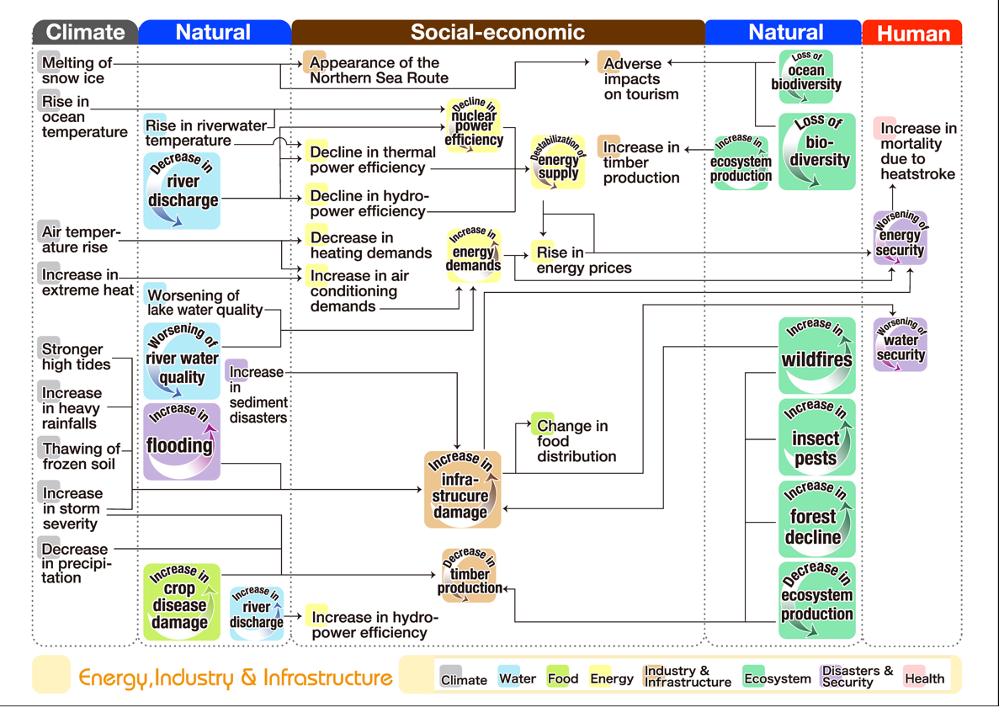 Climate
Natural
Social-economic
Natural
Human
Melting of
snow ice
Rise in
ocean
temperature
Air temper-
ature rise
Increase in
extreme heat
Stronger
high tides
Increase
in heavy
rainfalls
Thawing of
frozen soil
Increase
in storm
severity
Decrease
in precipi-
tation
Rise in riverwater
temperature
Decrease in
river
discharge
Worsening of
lake water quality
Worsening of
river water
quality
Increase
in
sediment
disasters
Increase in
flooding
Increase in
crop
disease
damage
Increase in
river
discharge
Appearance of the
Northern Sea Route
Decline in thermal
power efficiency
Decline in hydro-
power efficiency
Decrease in
heating demands
Increase in air
conditioning
demands
Increase in hydro-
power efficiency
Decline in
nuclear
power
efficiency
Increase in
energy
demands
Increase in
infra-
strucure
damage
Decrease in
timber
production
Destabilization of
energy
supply
Rise in
energy prices
Change in
food
distribution
Adverse
impacts
on tourism
Increase in
timber
production
Loss of
ocean
biodiversity
Increase in
ecosystem
production
Loss of
bio-
diversity
Increase in
wildfires
Increase in
insect
pests
Increase in
forest
decline
Decrease in
ecosystem
production
Increase in
mortality
due to
heatstroke
Worsening of
energy
security
Worsening of
water
security
Energy,Industry & Infrastructure
Climate
Water
Food
Energy
Industry &
Infrastructure
Ecosystem
Disasters &
Security
Health